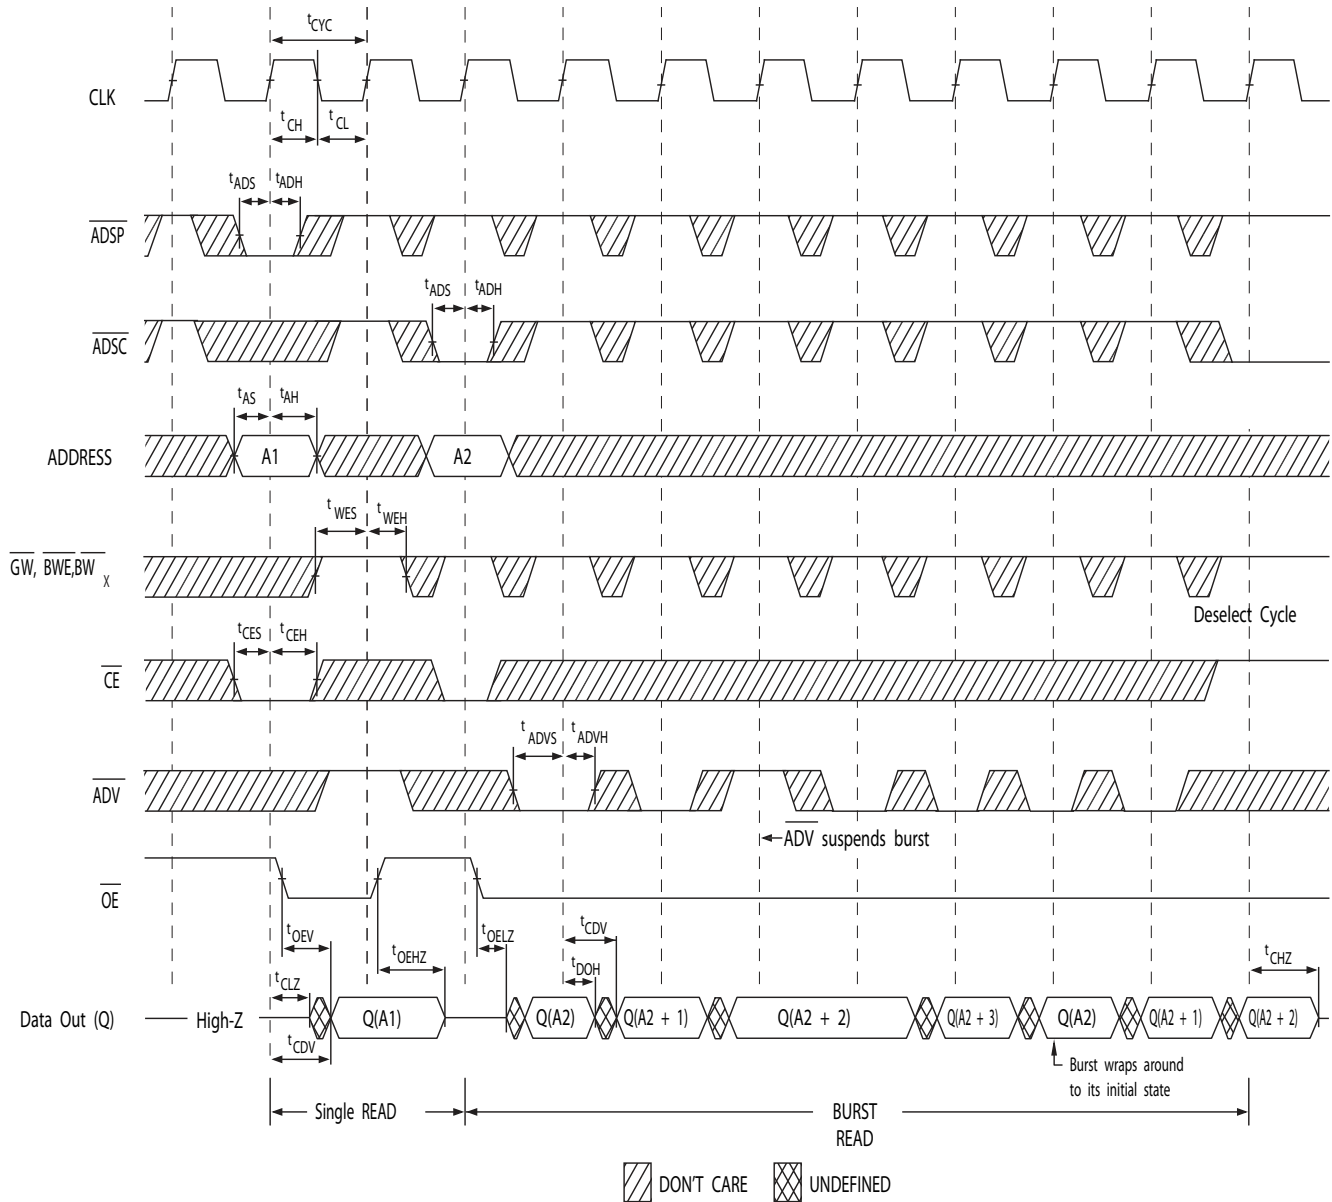 tCYC
CLK
tCH
tCL
tADS
tADH
ADSP
tADS
tADH
ADSC
tAS
tAH
ADDRESS
A1
A2
tWES
tWEH
GW, BWE,BW X
Deselect Cycle
tCES
tCEH
CE
tADVS
tADVH
ADV
ADV suspends burst
OE
tOEV
tOEHZ
tOELZ
tCDV
tDOH
tCLZ
tCHZ
Data Out (Q)
High-Z
Q(A1)
Q(A2)
Q(A2 + 1)
Q(A2 + 2)
Q(A2 + 3)
Q(A2)
Q(A2 + 1)
Q(A2 + 2)
tCDV
Burst wraps around
to its initial state
Single READ
BURST
READ
DON'T CARE
UNDEFINED